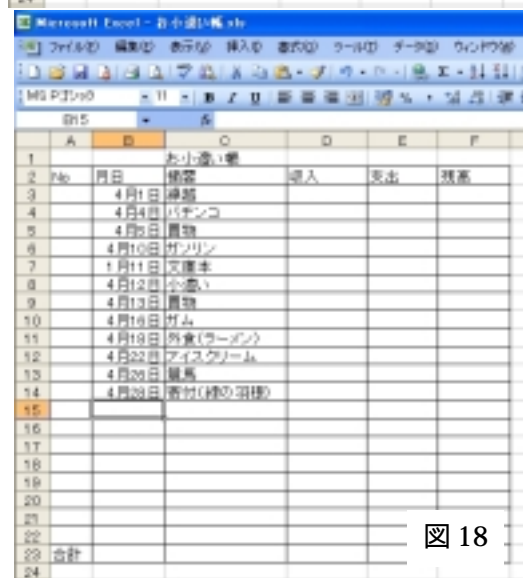 24
Microsoft Excel - お小遣い帳.xls
ファイル(F) 編集(E) 表示(V) 挿入(I) 書式(O) ツール(T) データ(D) ウィンドウ(W)
MS Pゴシック 11 B I U %
B15 fx
A B C D E F
1 お小遣い帳
2 No 月日 摘要 収入 支出 残高
3 4月1日 繰越
4 4月4日 パチンコ
5 4月5日 買物
6 4月10日 ガソリン
7 1月11日 文庫本
8 4月12日 小遣い
9 4月13日 買物
10 4月16日 ガム
11 4月18日 外食(ラーメン)
12 4月22日 アイスクリーム
13 4月26日 競馬
14 4月28日 寄付(緑の羽根)
15
16
17
18
19
20
21
22
23 合計
24
図 18